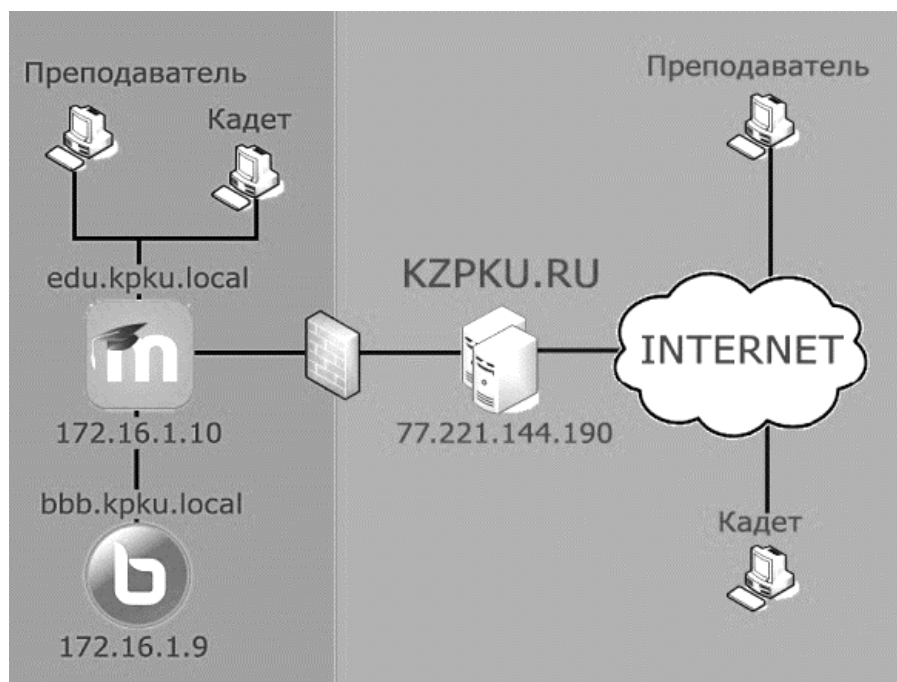 Преподаватель
Кадет
edu.kpku.local
m
172.16.1.10
bbb.kpku.local
b
172.16.1.9
KZPKU.RU
77.221.144.190
Преподаватель
INTERNET
Кадет